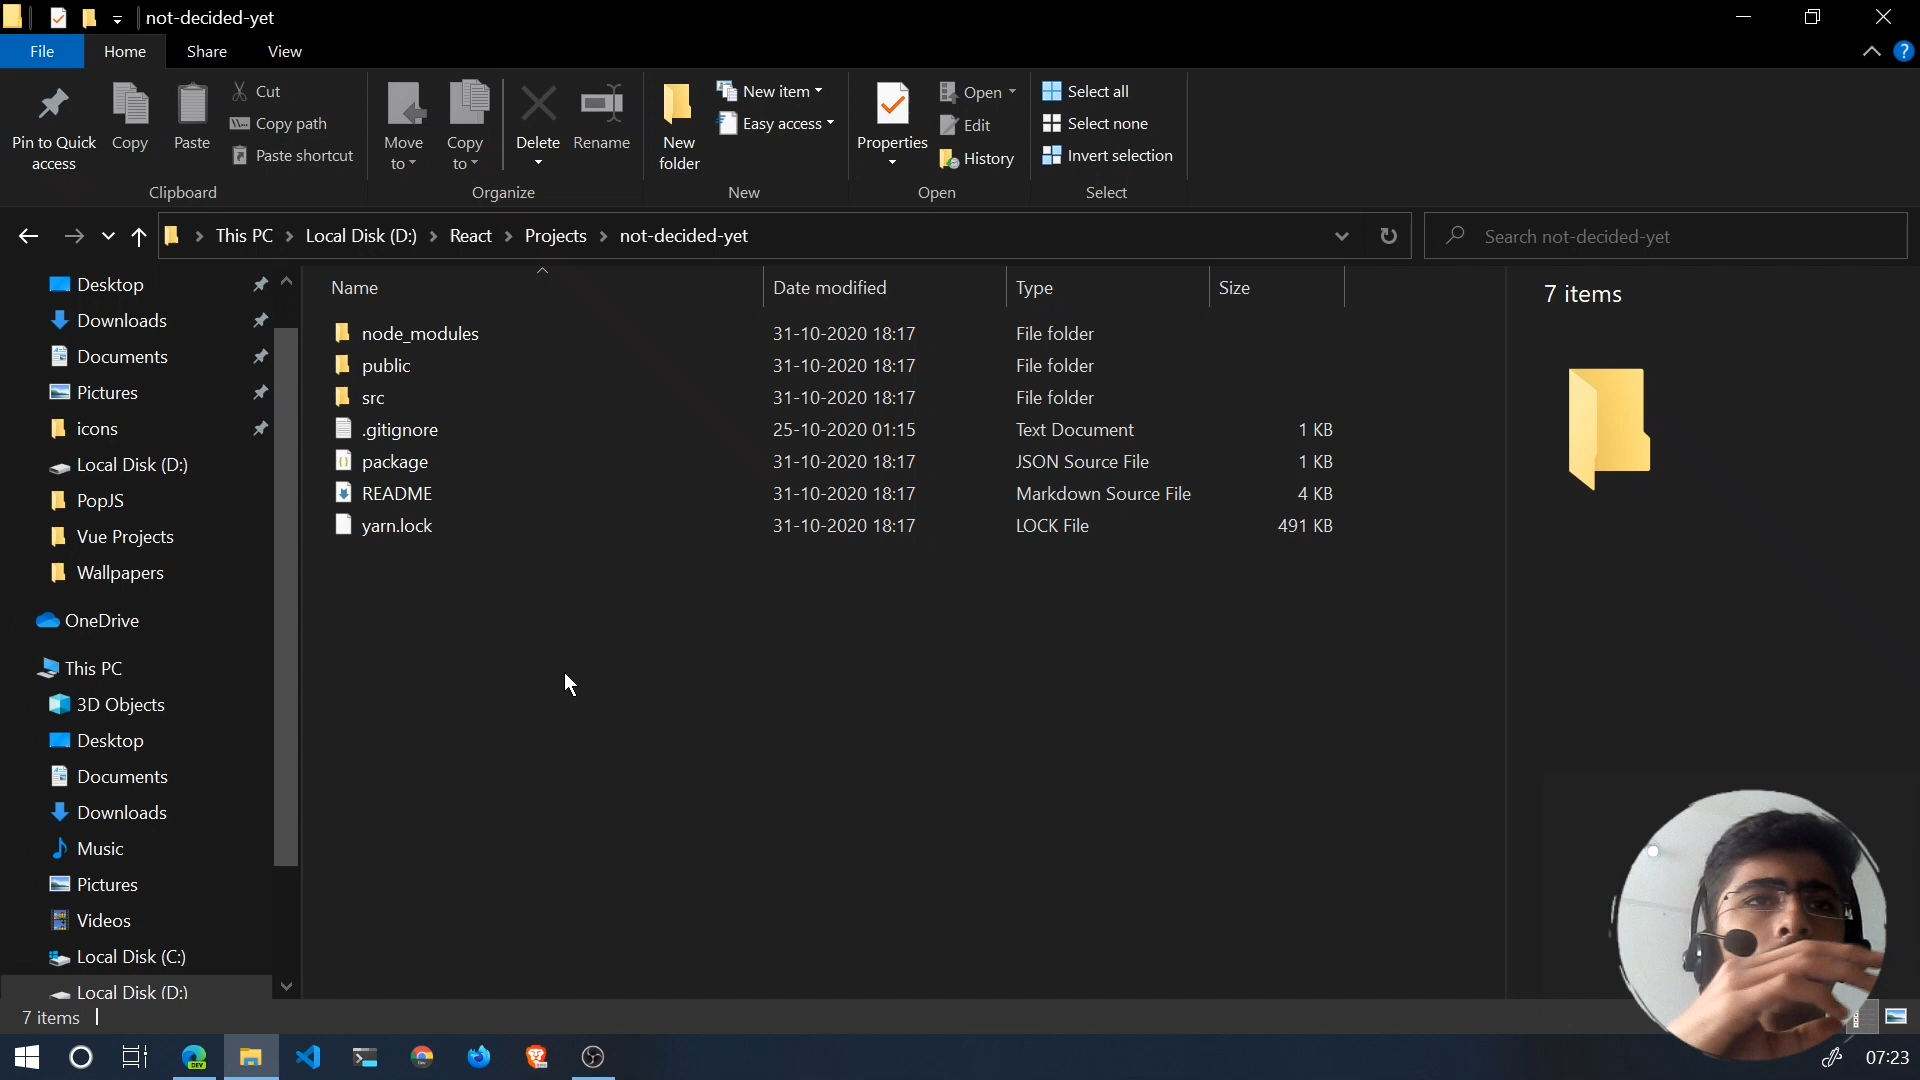 not-decided-yet
File Home Share View
Pin to Quick access
Copy
Paste
Cut
Copy path
Paste shortcut
Clipboard
Move to
Copy to
Delete
Rename
Organize
New folder
New item
Easy access
New
Properties
Open
Edit
History
Open
Select all
Select none
Invert selection
Select
This PC Local Disk (D:) React Projects not-decided-yet
Search not-decided-yet
Desktop
Downloads
Documents
Pictures
icons
Local Disk (D:)
PopJS
Vue Projects
Wallpapers
OneDrive
This PC
3D Objects
Desktop
Documents
Downloads
Music
Pictures
Videos
Local Disk (C:)
Local Disk (D:)
Name Date modified Type Size
node_modules 31-10-2020 18:17 File folder
public 31-10-2020 18:17 File folder
src 31-10-2020 18:17 File folder
.gitignore 25-10-2020 01:15 Text Document 1 KB
package 31-10-2020 18:17 JSON Source File 1 KB
README 31-10-2020 18:17 Markdown Source File 4 KB
yarn.lock 31-10-2020 18:17 LOCK File 491 KB
7 items
7 items
DEV
Dev
07:23